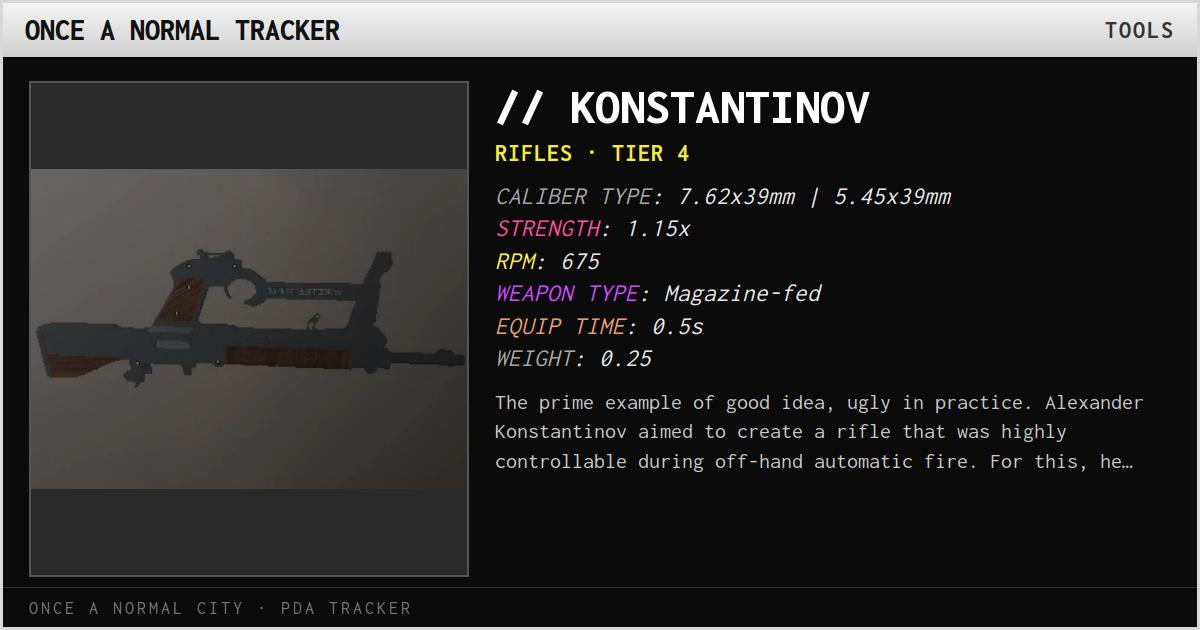 ONCE A NORMAL TRACKER
TOOLS
// KONSTANTINOV
RIFLES · TIER 4
CALIBER TYPE: 7.62x39mm | 5.45x39mm
STRENGTH: 1.15x
RPM: 675
WEAPON TYPE: Magazine-fed
EQUIP TIME: 0.5s
WEIGHT: 0.25
The prime example of good idea, ugly in practice. Alexander
Konstantinov aimed to create a rifle that was highly
controllable during off-hand automatic fire. For this, he…
KONSTANTINOV
ONCE A NORMAL CITY · PDA TRACKER